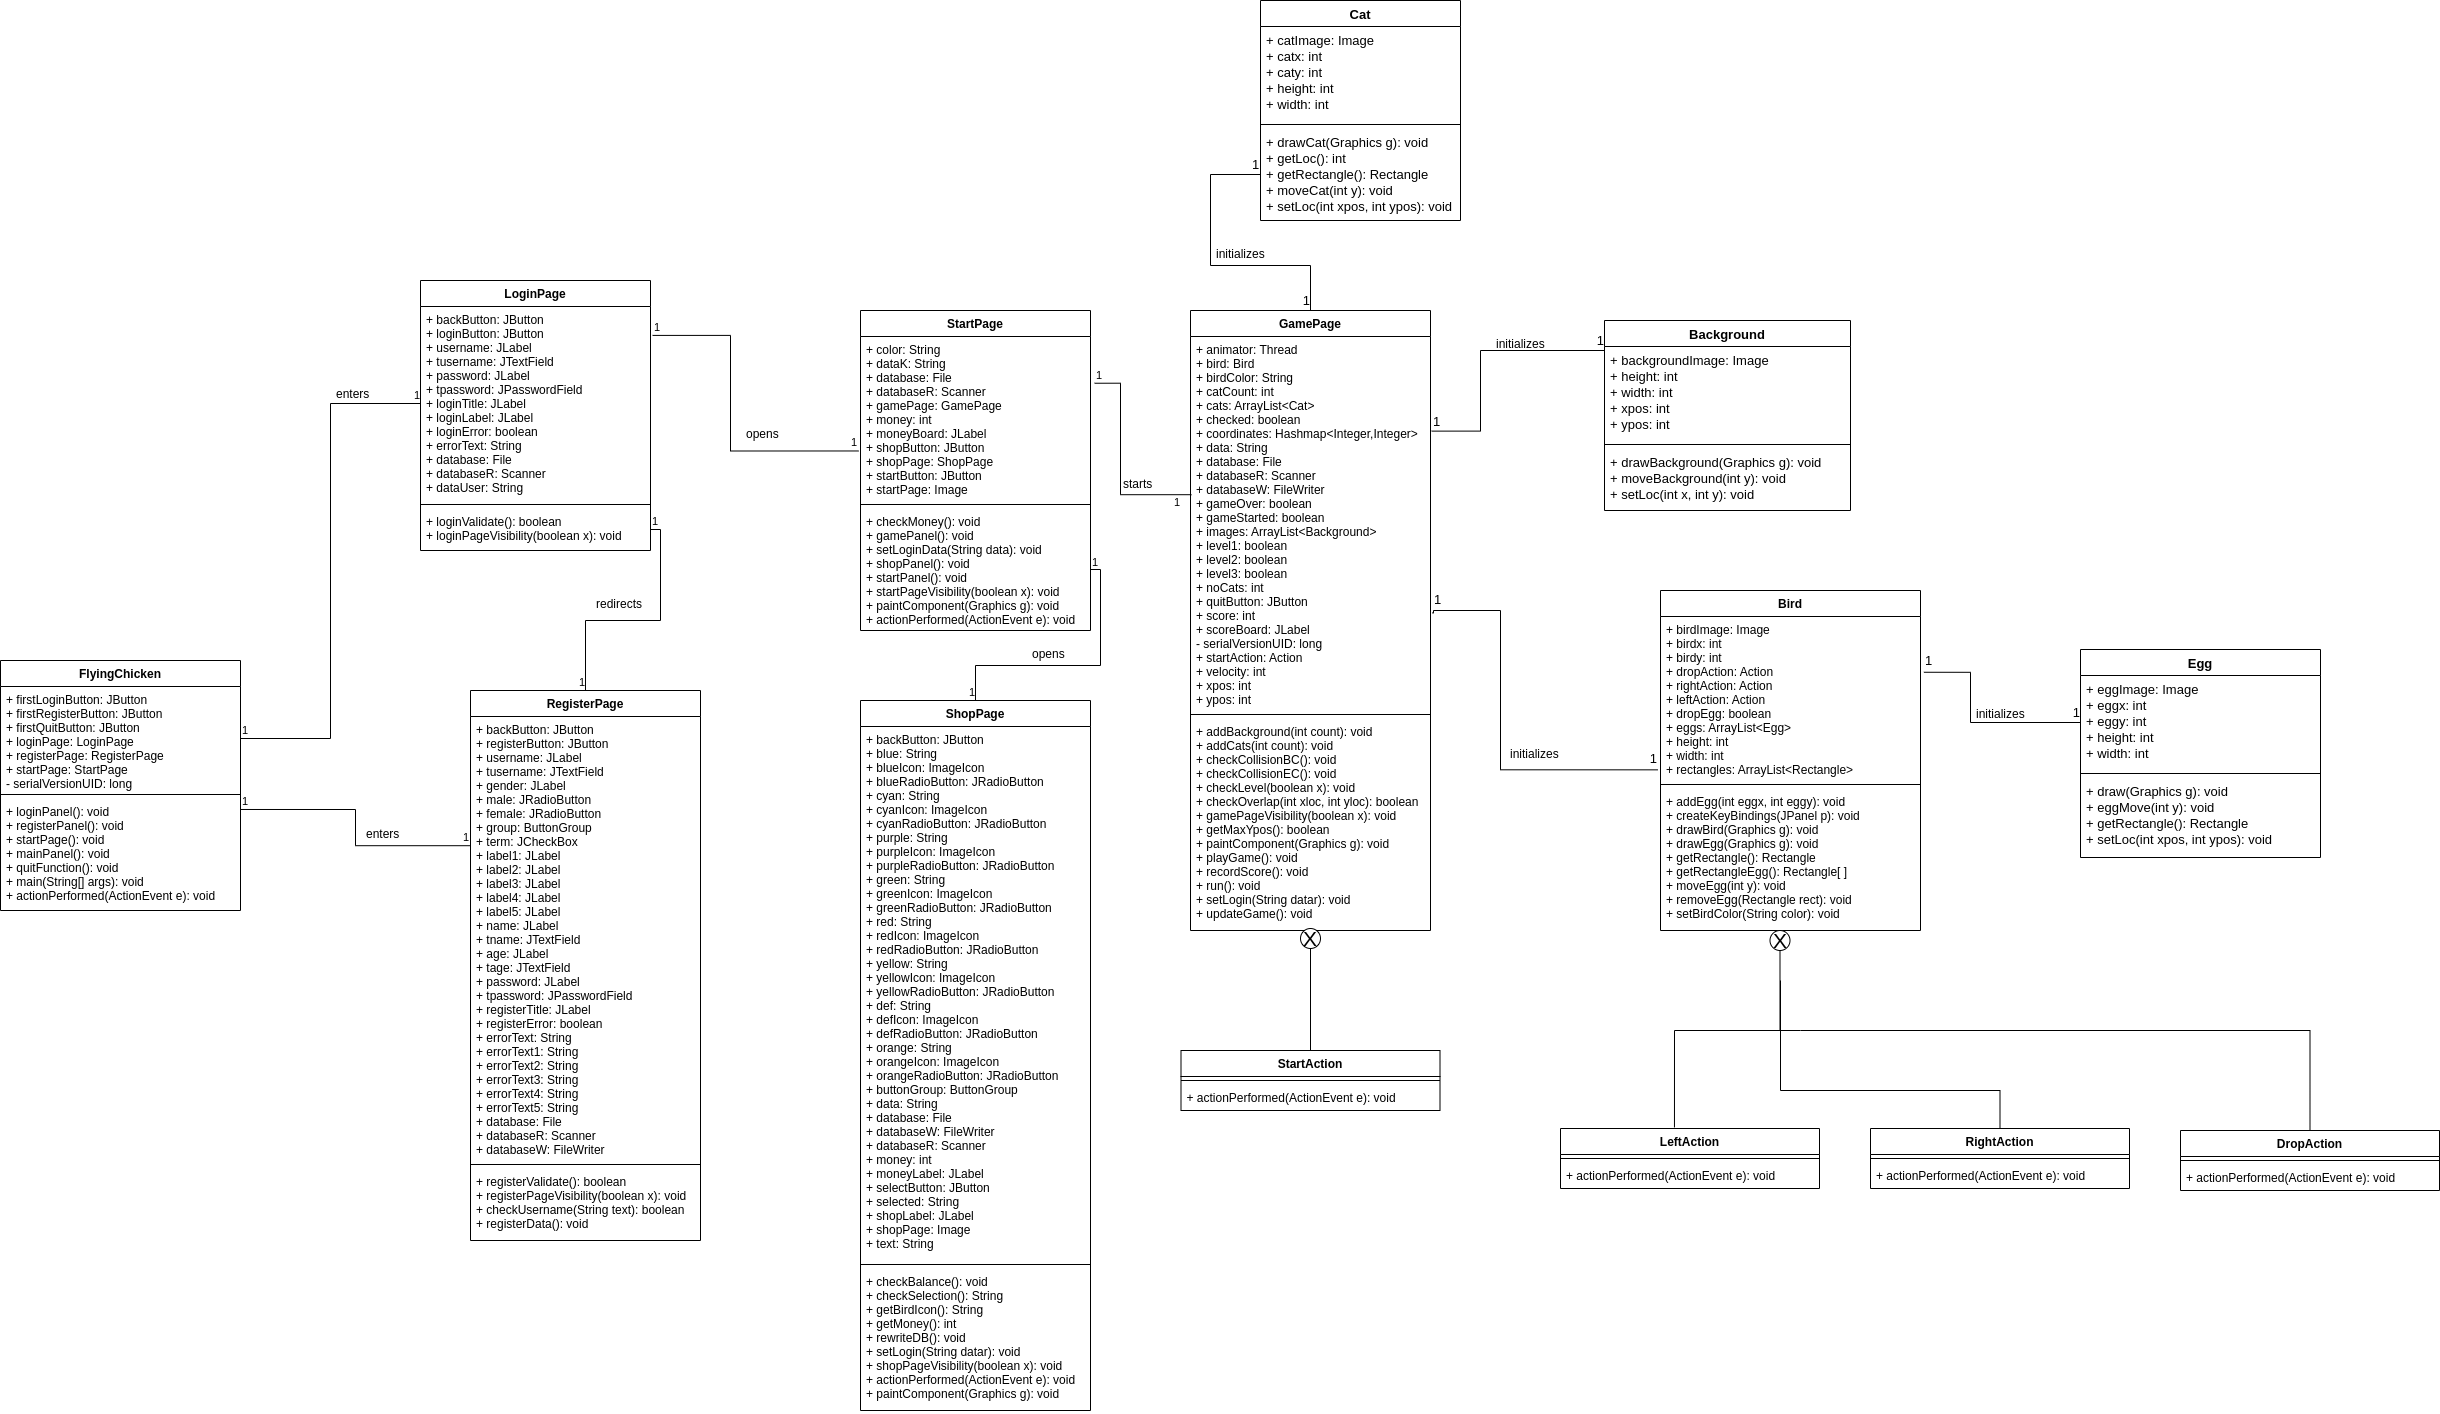 Cat
+ catImage: Image
+ catx: int
+ caty: int
+ height: int
+ width: int
+ drawCat(Graphics g): void
+ getLoc(): int
+ getRectangle(): Rectangle
+ moveCat(int y): void
+ setLoc(int xpos, int ypos): void
1
initializes
1
LoginPage
+ backButton: JButton
+ loginButton: JButton
+ username: JLabel
+ tusername: JTextField
+ password: JLabel
+ tpassword: JPasswordField
+ loginTitle: JLabel
+ loginLabel: JLabel
+ loginError: boolean
+ errorText: String
+ database: File
+ databaseR: Scanner
+ dataUser: String
+ loginValidate(): boolean
+ loginPageVisibility(boolean x): void
enters
1
1
1
opens
1
1
redirects
1
StartPage
+ color: String
+ dataK: String
+ database: File
+ databaseR: Scanner
+ gamePage: GamePage
+ money: int
+ moneyBoard: JLabel
+ shopButton: JButton
+ shopPage: ShopPage
+ startButton: JButton
+ startPage: Image
+ checkMoney(): void
+ gamePanel(): void
+ setLoginData(String data): void
+ shopPanel(): void
+ startPanel(): void
+ startPageVisibility(boolean x): void
+ paintComponent(Graphics g): void
+ actionPerformed(ActionEvent e): void
1
starts
1
1
opens
1
GamePage
+ animator: Thread
+ bird: Bird
+ birdColor: String
+ catCount: int
+ cats: ArrayList<Cat>
+ checked: boolean
+ coordinates: Hashmap<Integer,Integer>
+ data: String
+ database: File
+ databaseR: Scanner
+ databaseW: FileWriter
+ gameOver: boolean
+ gameStarted: boolean
+ images: ArrayList<Background>
+ level1: boolean
+ level2: boolean
+ level3: boolean
+ noCats: int
+ quitButton: JButton
+ score: int
+ scoreBoard: JLabel
- serialVersionUID: long
+ startAction: Action
+ velocity: int
+ xpos: int
+ ypos: int
+ addBackground(int count): void
+ addCats(int count): void
+ checkCollisionBC(): void
+ checkCollisionEC(): void
+ checkLevel(boolean x): void
+ checkOverlap(int xloc, int yloc): boolean
+ gamePageVisibility(boolean x): void
+ getMaxYpos(): boolean
+ paintComponent(Graphics g): void
+ playGame(): void
+ recordScore(): void
+ run(): void
+ setLogin(String datar): void
+ updateGame(): void
X
initializes
1
1
Background
+ backgroundImage: Image
+ height: int
+ width: int
+ xpos: int
+ ypos: int
+ drawBackground(Graphics g): void
+ moveBackground(int y): void
+ setLoc(int x, int y): void
1
initializes
1
Bird
+ birdImage: Image
+ birdx: int
+ birdy: int
+ dropAction: Action
+ rightAction: Action
+ leftAction: Action
+ dropEgg: boolean
+ eggs: ArrayList<Egg>
+ height: int
+ width: int
+ rectangles: ArrayList<Rectangle>
+ addEgg(int eggx, int eggy): void
+ createKeyBindings(JPanel p): void
+ drawBird(Graphics g): void
+ drawEgg(Graphics g): void
+ getRectangle(): Rectangle
+ getRectangleEgg(): Rectangle[ ]
+ moveEgg(int y): void
+ removeEgg(Rectangle rect): void
+ setBirdColor(String color): void
X
1
initializes
1
Egg
+ eggImage: Image
+ eggx: int
+ eggy: int
+ height: int
+ width: int
+ draw(Graphics g): void
+ eggMove(int y): void
+ getRectangle(): Rectangle
+ setLoc(int xpos, int ypos): void
FlyingChicken
+ firstLoginButton: JButton
+ firstRegisterButton: JButton
+ firstQuitButton: JButton
+ loginPage: LoginPage
+ registerPage: RegisterPage
+ startPage: StartPage
- serialVersionUID: long
+ loginPanel(): void
+ registerPanel(): void
+ startPage(): void
+ mainPanel(): void
+ quitFunction(): void
+ main(String[] args): void
+ actionPerformed(ActionEvent e): void
1
enters
1
RegisterPage
+ backButton: JButton
+ registerButton: JButton
+ username: JLabel
+ tusername: JTextField
+ gender: JLabel
+ male: JRadioButton
+ female: JRadioButton
+ group: ButtonGroup
+ term: JCheckBox
+ label1: JLabel
+ label2: JLabel
+ label3: JLabel
+ label4: JLabel
+ label5: JLabel
+ name: JLabel
+ tname: JTextField
+ age: JLabel
+ tage: JTextField
+ password: JLabel
+ tpassword: JPasswordField
+ registerTitle: JLabel
+ registerError: boolean
+ errorText: String
+ errorText1: String
+ errorText2: String
+ errorText3: String
+ errorText4: String
+ errorText5: String
+ database: File
+ databaseR: Scanner
+ databaseW: FileWriter
+ registerValidate(): boolean
+ registerPageVisibility(boolean x): void
+ checkUsername(String text): boolean
+ registerData(): void
ShopPage
+ backButton: JButton
+ blue: String
+ blueIcon: ImageIcon
+ blueRadioButton: JRadioButton
+ cyan: String
+ cyanIcon: ImageIcon
+ cyanRadioButton: JRadioButton
+ purple: String
+ purpleIcon: ImageIcon
+ purpleRadioButton: JRadioButton
+ green: String
+ greenIcon: ImageIcon
+ greenRadioButton: JRadioButton
+ red: String
+ redIcon: ImageIcon
+ redRadioButton: JRadioButton
+ yellow: String
+ yellowIcon: ImageIcon
+ yellowRadioButton: JRadioButton
+ def: String
+ defIcon: ImageIcon
+ defRadioButton: JRadioButton
+ orange: String
+ orangeIcon: ImageIcon
+ orangeRadioButton: JRadioButton
+ buttonGroup: ButtonGroup
+ data: String
+ database: File
+ databaseW: FileWriter
+ databaseR: Scanner
+ money: int
+ moneyLabel: JLabel
+ selectButton: JButton
+ selected: String
+ shopLabel: JLabel
+ shopPage: Image
+ text: String
+ checkBalance(): void
+ checkSelection(): String
+ getBirdIcon(): String
+ getMoney(): int
+ rewriteDB(): void
+ setLogin(String datar): void
+ shopPageVisibility(boolean x): void
+ actionPerformed(ActionEvent e): void
+ paintComponent(Graphics g): void
StartAction
+ actionPerformed(ActionEvent e): void
LeftAction
+ actionPerformed(ActionEvent e): void
RightAction
+ actionPerformed(ActionEvent e): void
DropAction
+ actionPerformed(ActionEvent e): void